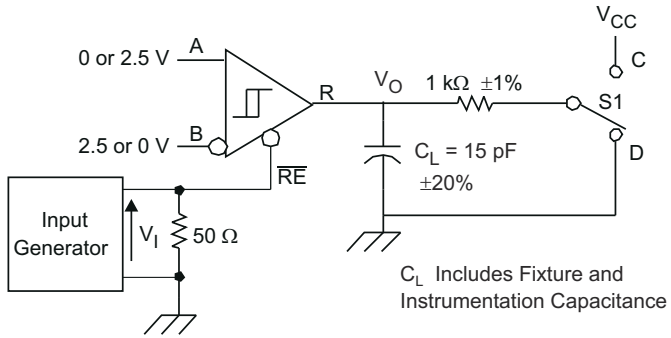 V_CC
0 or 2.5 V
A
C
R
V_O
1 kΩ ±1%
S1
2.5 or 0 V
B
C_L = 15 pF
±20%
D
R̅E̅
Input
Generator
V_I
50 Ω
C_L Includes Fixture and
Instrumentation Capacitance